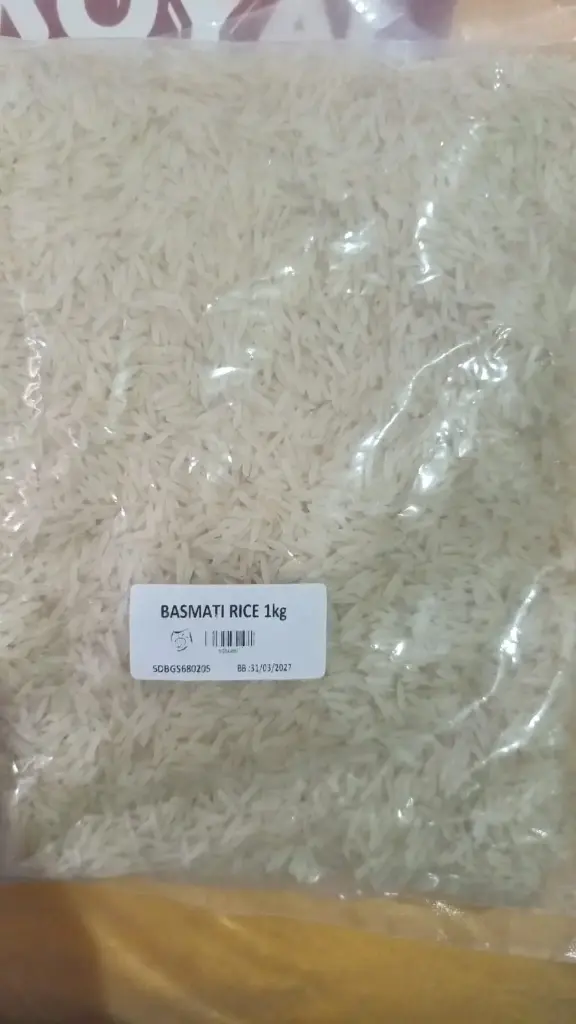 BASMATI RICE 1kg
SDBGS680205 BB :31/03/2027